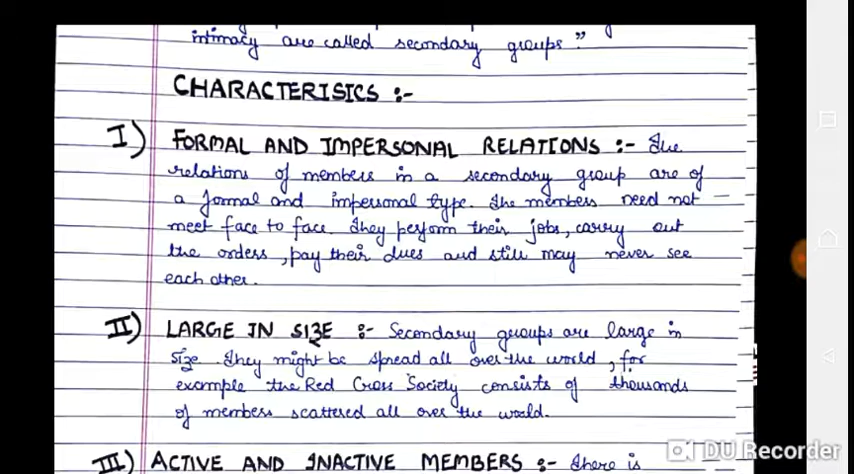 intimacy are called secondary groups"
CHARACTERISICS :-
I) FORMAL AND IMPERSONAL RELATIONS :- The
relations of members in a secondary group are of
a formal and impersonal type. The members need not
meet face to face. They perform their jobs, carry out
the orders, pay their dues and still may never see
each other.
II) LARGE IN SIZE :- Secondary groups are large in
size. They might be spread all over the world, for
example the Red Cross Society consists of thousands
of members scattered all over the world.
III) ACTIVE AND INACTIVE MEMBERS :- There is
DU Recorder